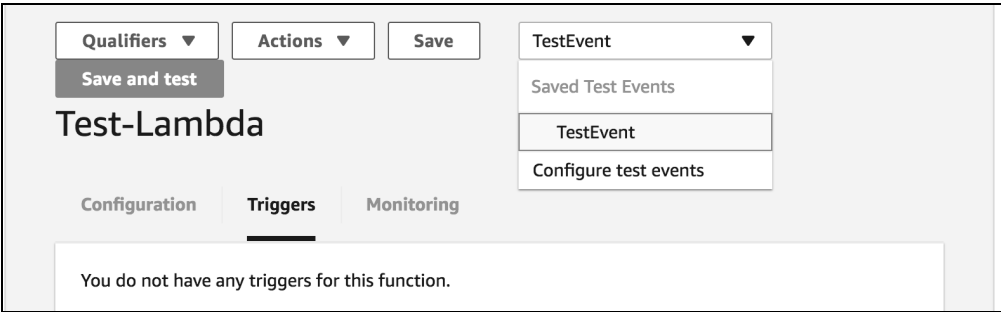 Qualifiers Actions Save TestEvent
Save and test
Saved Test Events
Test-Lambda
TestEvent
Configure test events
Configuration Triggers Monitoring
You do not have any triggers for this function.